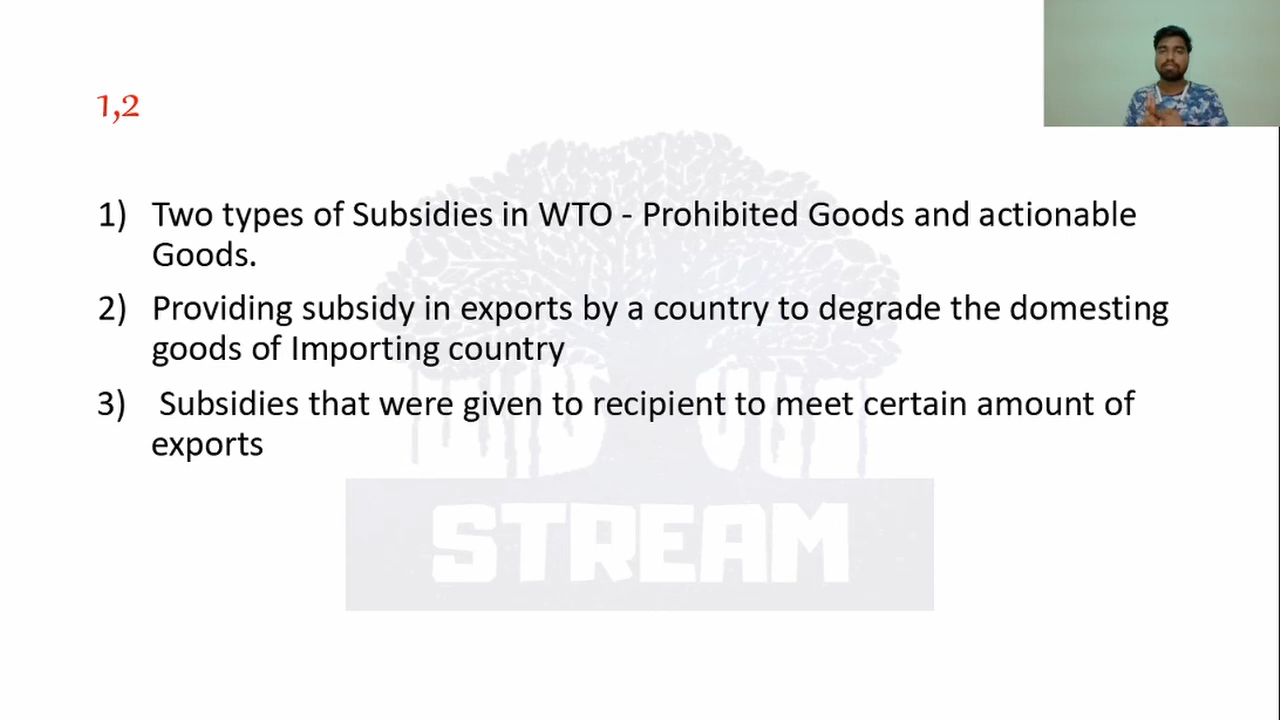 1,2
1) Two types of Subsidies in WTO - Prohibited Goods and actionable
Goods.
2) Providing subsidy in exports by a country to degrade the domesting
goods of Importing country
3) Subsidies that were given to recipient to meet certain amount of
exports
STREAM